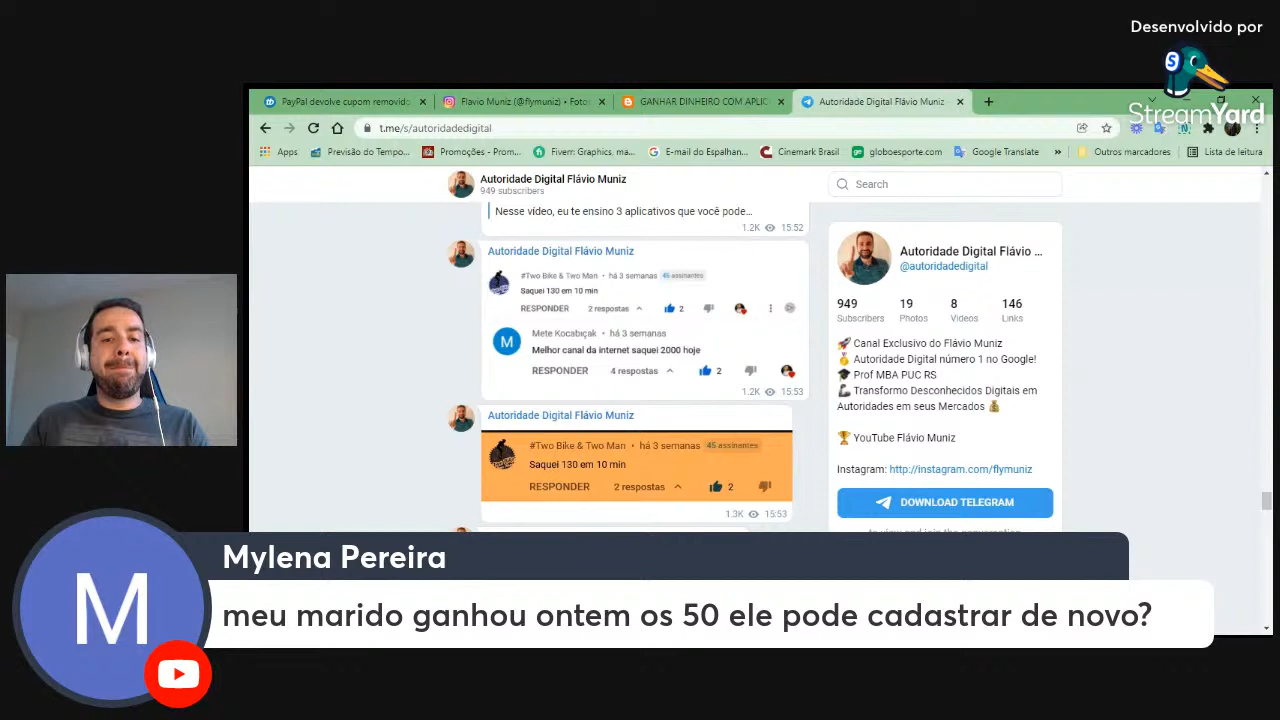 Desenvolvido por
StreamYard
PayPal devolve cupom removido
Flavio Muniz (@flymuniz) • Foto
GANHAR DINHEIRO COM APLIC
Autoridade Digital Flávio Muniz -
t.me/s/autoridadedigital
Apps
Previsão do Tempo...
Promoções - Prom...
Fiverr: Graphics, ma...
E-mail do Espalhan...
Cinemark Brasil
globoesporte.com
Google Translate
Outros marcadores
Lista de leitura
Autoridade Digital Flávio Muniz
949 subscribers
Search
Nesse vídeo, eu te ensino 3 aplicativos que você pode...
1.2K 15:52
Autoridade Digital Flávio Muniz
#Two Bike & Two Man • há 3 semanas 45 assinantes
Saquei 130 em 10 min
RESPONDER 2 respostas 2
M
Mete Kocabıçak • há 3 semanas
Melhor canal da internet saquei 2000 hoje
RESPONDER 4 respostas 2
1.2K 15:53
Autoridade Digital Flávio Muniz
#Two Bike & Two Man • há 3 semanas 45 assinantes
Saquei 130 em 10 min
RESPONDER 2 respostas 2
1.3K 15:53
Autoridade Digital Flávio ...
@autoridadedigital
949 19 8 146
Subscribers Photos Videos Links
Canal Exclusivo do Flávio Muniz
Autoridade Digital número 1 no Google!
Prof MBA PUC RS
Transformo Desconhecidos Digitais em
Autoridades em seus Mercados
YouTube Flávio Muniz
Instagram: http://instagram.com/flymuniz
DOWNLOAD TELEGRAM
M
Mylena Pereira
meu marido ganhou ontem os 50 ele pode cadastrar de novo?